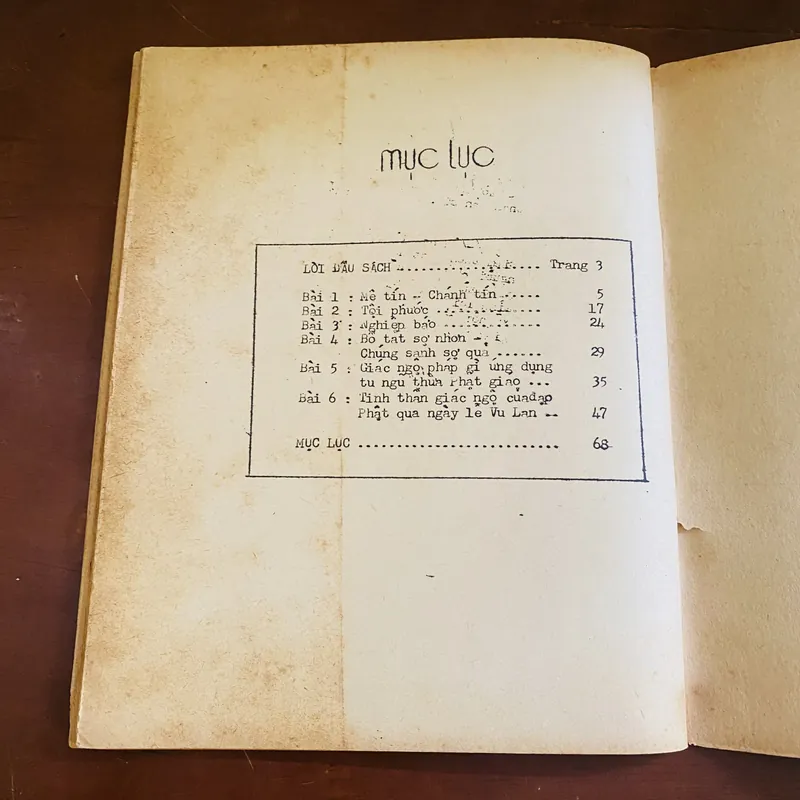 mục lục
LỜI ĐẦU SÁCH .................... Trang 3
Bài 1 : Mê tín - Chánh tín ...... 5
Bài 2 : Tội phước ............... 17
Bài 3 : Nghiệp báo .............. 24
Bài 4 : Bồ tát sợ nhơn -
Chúng sanh sợ quả ...... 29
Bài 5 : Giác ngộ pháp gì ứng dụng
tu ngũ thừa Phật giáo ... 35
Bài 6 : Tinh thần giác ngộ củađạp
Phật qua ngày lễ Vu Lan -- 47
MỤC LỤC .......................... 68